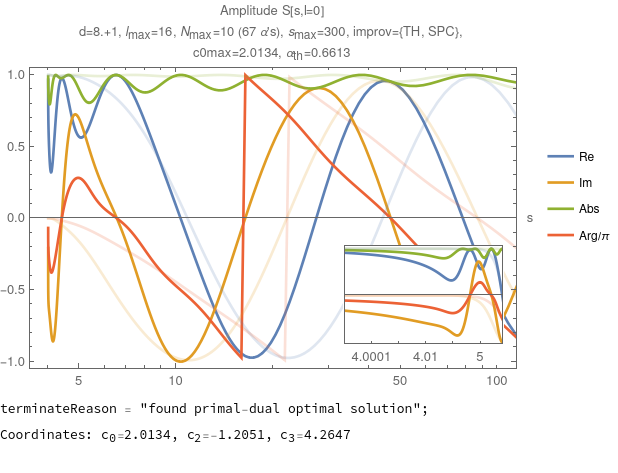 Amplitude S[s,l=0]
d=8.+1, lmax=16, Nmax=10 (67 α's), smax=300, improv={TH, SPC},
c0max=2.0134, αth=0.6613
1.0
0.5
0.0
-0.5
-1.0
5 10 50 100
s
Re
Im
Abs
Arg/π
4.0001 4.01 5
terminateReason = "found primal-dual optimal solution";
Coordinates: c0=2.0134, c2=-1.2051, c3=4.2647